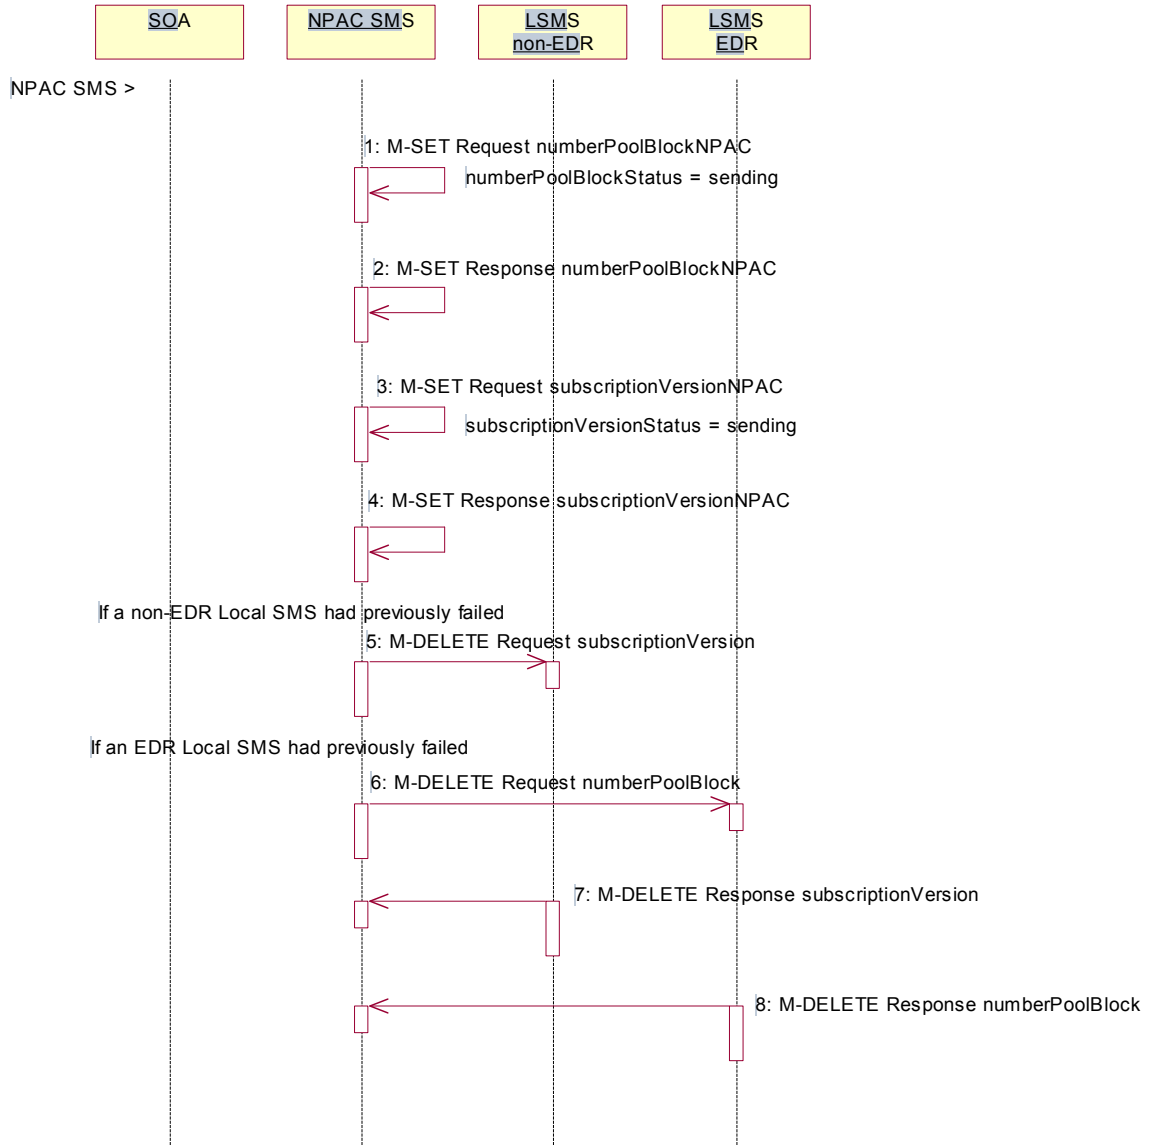 SOA
NPAC SMS
LSMS
non-EDR
LSMS
EDR
NPAC SMS >
1: M-SET Request numberPoolBlockNPAC
numberPoolBlockStatus = sending
2: M-SET Response numberPoolBlockNPAC
3: M-SET Request subscriptionVersionNPAC
subscriptionVersionStatus = sending
4: M-SET Response subscriptionVersionNPAC
If a non-EDR Local SMS had previously failed
5: M-DELETE Request subscriptionVersion
If an EDR Local SMS had previously failed
6: M-DELETE Request numberPoolBlock
7: M-DELETE Response subscriptionVersion
8: M-DELETE Response numberPoolBlock